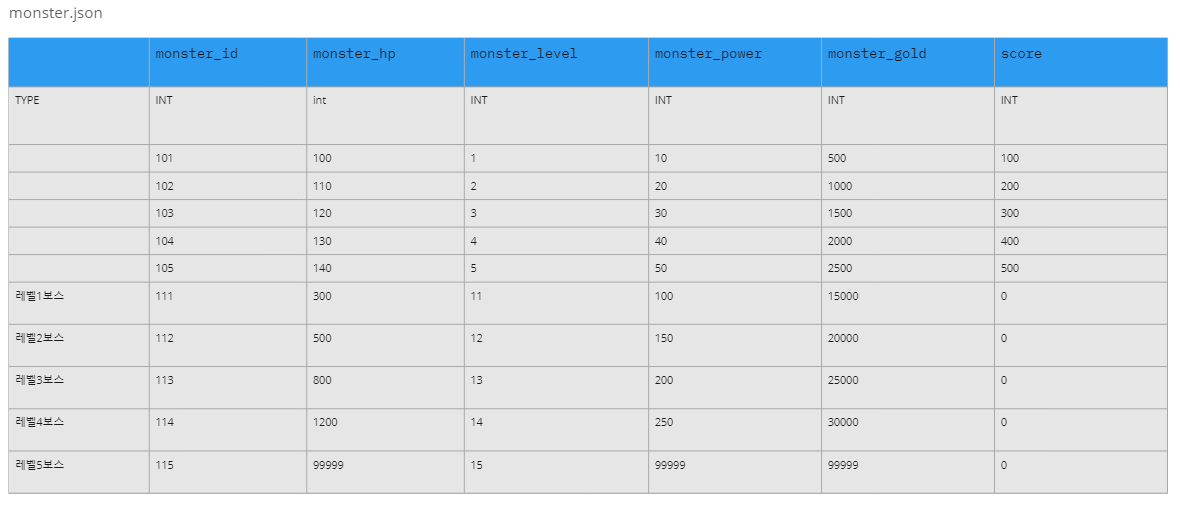 monster.json
monster_id monster_hp monster_level monster_power monster_gold score
TYPE INT int INT INT INT INT
101 100 1 10 500 100
102 110 2 20 1000 200
103 120 3 30 1500 300
104 130 4 40 2000 400
105 140 5 50 2500 500
레벨1보스 111 300 11 100 15000 0
레벨2보스 112 500 12 150 20000 0
레벨3보스 113 800 13 200 25000 0
레벨4보스 114 1200 14 250 30000 0
레벨5보스 115 99999 15 99999 99999 0